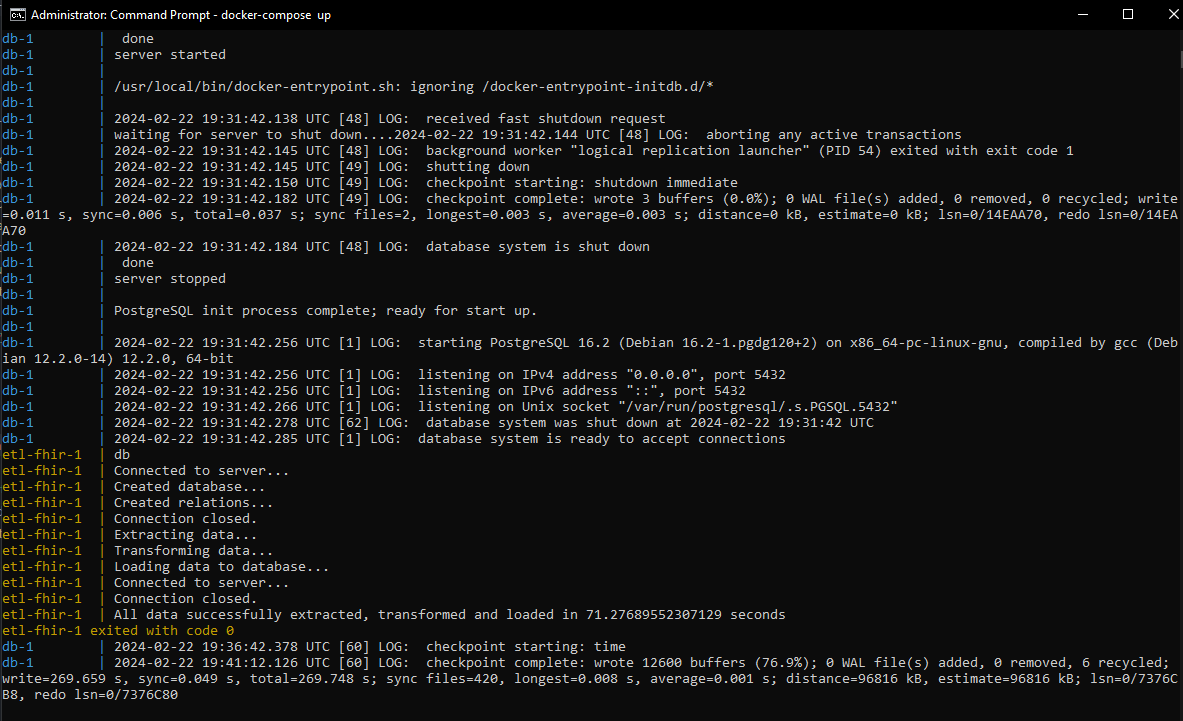 Administrator: Command Prompt - docker-compose  up
db-1         |  done
db-1         | server started
db-1         |
db-1         | /usr/local/bin/docker-entrypoint.sh: ignoring /docker-entrypoint-initdb.d/*
db-1         |
db-1         | 2024-02-22 19:31:42.138 UTC [48] LOG:  received fast shutdown request
db-1         | waiting for server to shut down....2024-02-22 19:31:42.144 UTC [48] LOG:  aborting any active transactions
db-1         | 2024-02-22 19:31:42.145 UTC [48] LOG:  background worker "logical replication launcher" (PID 54) exited with exit code 1
db-1         | 2024-02-22 19:31:42.145 UTC [49] LOG:  shutting down
db-1         | 2024-02-22 19:31:42.150 UTC [49] LOG:  checkpoint starting: shutdown immediate
db-1         | 2024-02-22 19:31:42.182 UTC [49] LOG:  checkpoint complete: wrote 3 buffers (0.0%); 0 WAL file(s) added, 0 removed, 0 recycled; write
=0.011 s, sync=0.006 s, total=0.037 s; sync files=2, longest=0.003 s, average=0.003 s; distance=0 kB, estimate=0 kB; lsn=0/14EAA70, redo lsn=0/14EA
A70
db-1         | 2024-02-22 19:31:42.184 UTC [48] LOG:  database system is shut down
db-1         |  done
db-1         | server stopped
db-1         |
db-1         | PostgreSQL init process complete; ready for start up.
db-1         |
db-1         | 2024-02-22 19:31:42.256 UTC [1] LOG:  starting PostgreSQL 16.2 (Debian 16.2-1.pgdg120+2) on x86_64-pc-linux-gnu, compiled by gcc (Deb
ian 12.2.0-14) 12.2.0, 64-bit
db-1         | 2024-02-22 19:31:42.256 UTC [1] LOG:  listening on IPv4 address "0.0.0.0", port 5432
db-1         | 2024-02-22 19:31:42.256 UTC [1] LOG:  listening on IPv6 address "::", port 5432
db-1         | 2024-02-22 19:31:42.266 UTC [1] LOG:  listening on Unix socket "/var/run/postgresql/.s.PGSQL.5432"
db-1         | 2024-02-22 19:31:42.278 UTC [62] LOG:  database system was shut down at 2024-02-22 19:31:42 UTC
db-1         | 2024-02-22 19:31:42.285 UTC [1] LOG:  database system is ready to accept connections
etl-fhir-1  | db
etl-fhir-1  | Connected to server...
etl-fhir-1  | Created database...
etl-fhir-1  | Created relations...
etl-fhir-1  | Connection closed.
etl-fhir-1  | Extracting data...
etl-fhir-1  | Transforming data...
etl-fhir-1  | Loading data to database...
etl-fhir-1  | Connected to server...
etl-fhir-1  | Connection closed.
etl-fhir-1  | All data successfully extracted, transformed and loaded in 71.27689552307129 seconds
etl-fhir-1 exited with code 0
db-1         | 2024-02-22 19:36:42.378 UTC [60] LOG:  checkpoint starting: time
db-1         | 2024-02-22 19:41:12.126 UTC [60] LOG:  checkpoint complete: wrote 12600 buffers (76.9%); 0 WAL file(s) added, 0 removed, 6 recycled;
write=269.659 s, sync=0.049 s, total=269.748 s; sync files=420, longest=0.008 s, average=0.001 s; distance=96816 kB, estimate=96816 kB; lsn=0/7376C
B8, redo lsn=0/7376C80